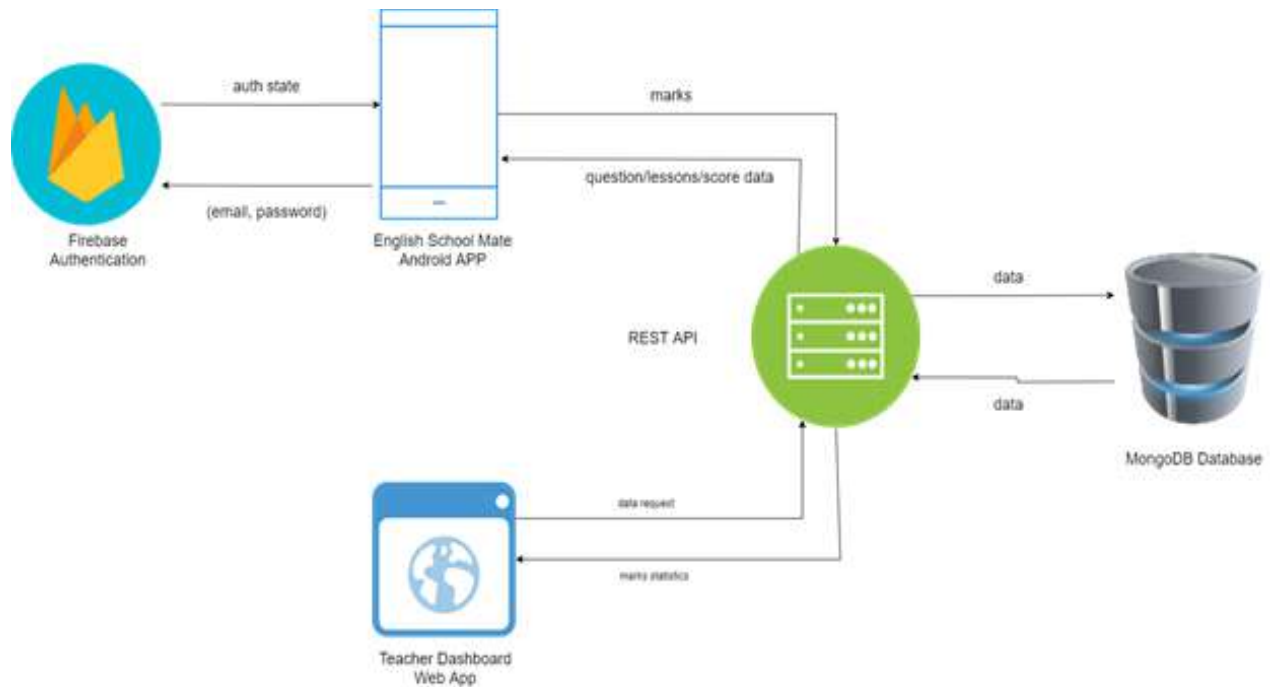 auth state
marks
question/lessons/score data
(email, password)
Firebase
Authentication
English School Mate
Android APP
data
REST API
data
MongoDB Database
data request
marks statistics
Teacher Dashboard
Web App